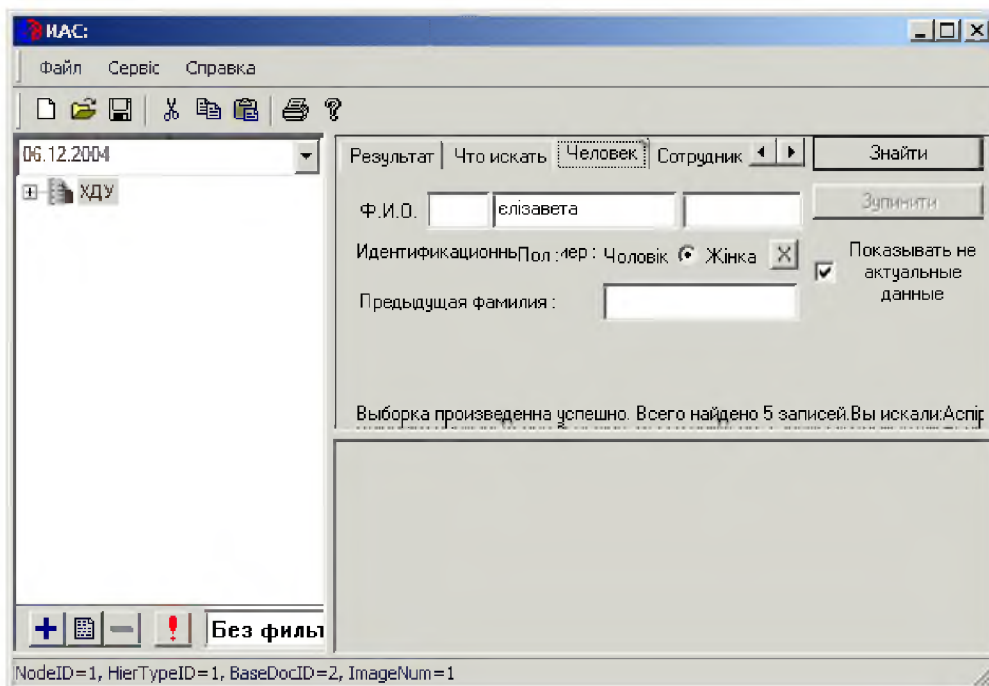 ИАС:
Файл Сервіс Справка
06.12.2004
ХДУ
Результат Что искать Человек Сотрудник
Знайти
Ф.И.О. єлізавета
Зупинити
Пол : мер : Чоловік Жінка X
Показывать не
актуальные
данные
Предыдущая фамилия :
Выборка произведенна успешно. Всего найдено 5 записей.Вы искали:Аспір
Без филь
NodeID=1, HierTypeID=1, BaseDocID=2, ImageNum=1